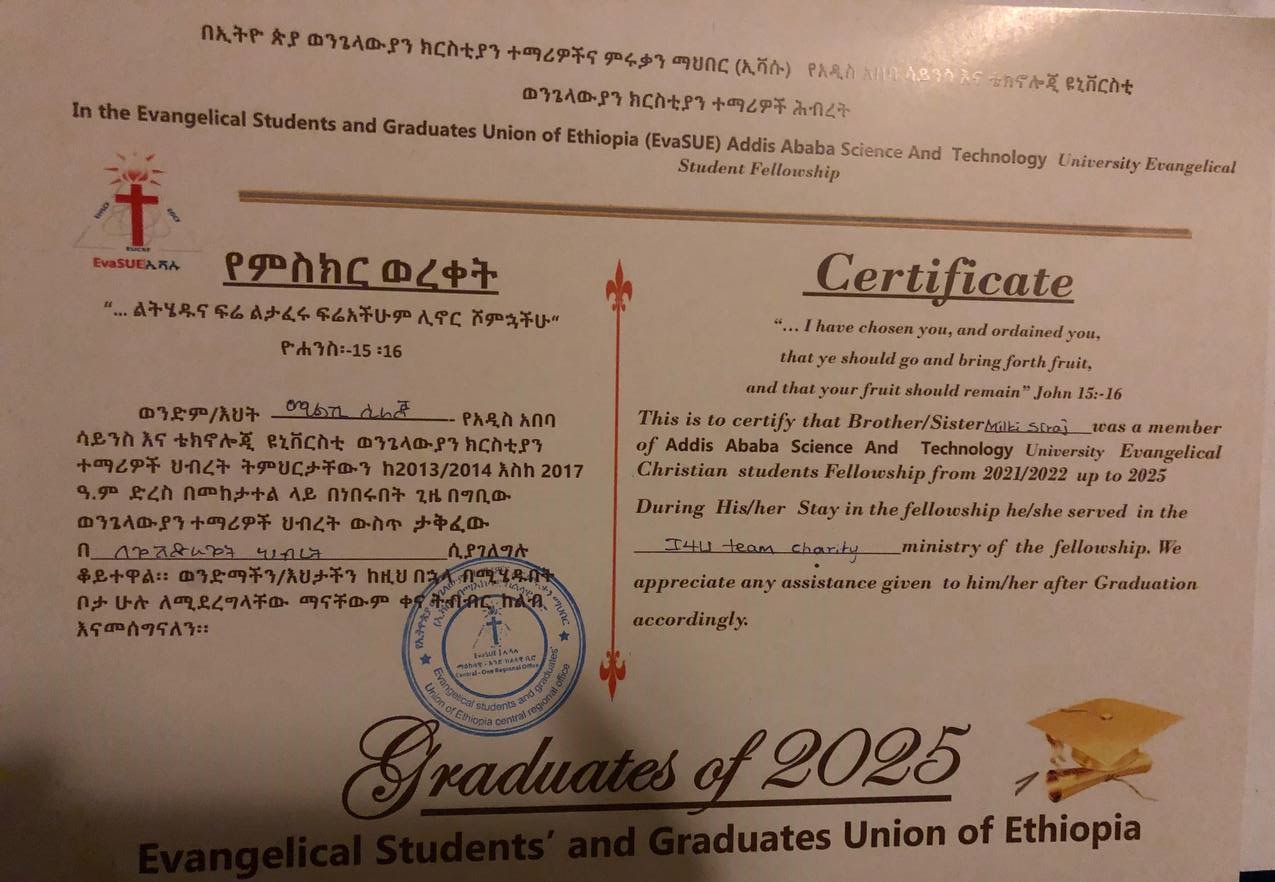 በኢትዮ ጵያ ወንጌላውያን ክርስቲያን ተማሪዎችና ምሩቃን ማህበር (ኢቫሱ) የአዲስ አበባ ሳይንስ እና ቴክኖሎጂ ዩኒቨርስቲ
ወንጌላውያን ክርስቲያን ተማሪዎች ሕብረት
In the Evangelical Students and Graduates Union of Ethiopia (EvaSUE) Addis Ababa Science And Technology University Evangelical
Student Fellowship
EvaSUE ኢቫሱ
የምስክር ወረቀት
“... ልትሄዱና ፍሬ ልታፈሩ ፍሬአችሁም ሊኖር ሾምኋችሁ“
ዮሐንስ፡-15 ፡16
ወንድም/እህት የአዲስ አበባ
ሳይንስ እና ቴክኖሎጂ ዩኒቨርስቲ ወንጌላውያን ክርስቲያን
ተማሪዎች ህብረት ትምህርታቸውን ከ2013/2014 እስከ 2017
ዓ.ም ድረስ በመከታተል ላይ በነበሩበት ጊዜ በግቢው
ወንጌላውያን ተማሪዎች ህብረት ውስጥ ታቅፈው
በ ሲያገለግሉ
ቆይተዋል። ወንድማችን/እህታችን ከዚህ በኋላ በሚሄዱበት
ቦታ ሁሉ ለሚደረግላቸው ማናቸውም ቀና ትብብር ከልብ
እናመሰግናለን።
Certificate
“... I have chosen you, and ordained you,
that ye should go and bring forth fruit,
and that your fruit should remain” John 15:-16
This is to certify that Brother/Sister Milki Siraj was a member
of Addis Ababa Science And Technology University Evangelical
Christian students Fellowship from 2021/2022 up to 2025
During His/her Stay in the fellowship he/she served in the
I4U team charity ministry of the fellowship. We
appreciate any assistance given to him/her after Graduation
accordingly.
EvaSUE ኢቫሱ
Central - One Regional Office
Evangelical students and graduates'
Union of Ethiopia central regional office
Graduates of 2025
Evangelical Students’ and Graduates Union of Ethiopia